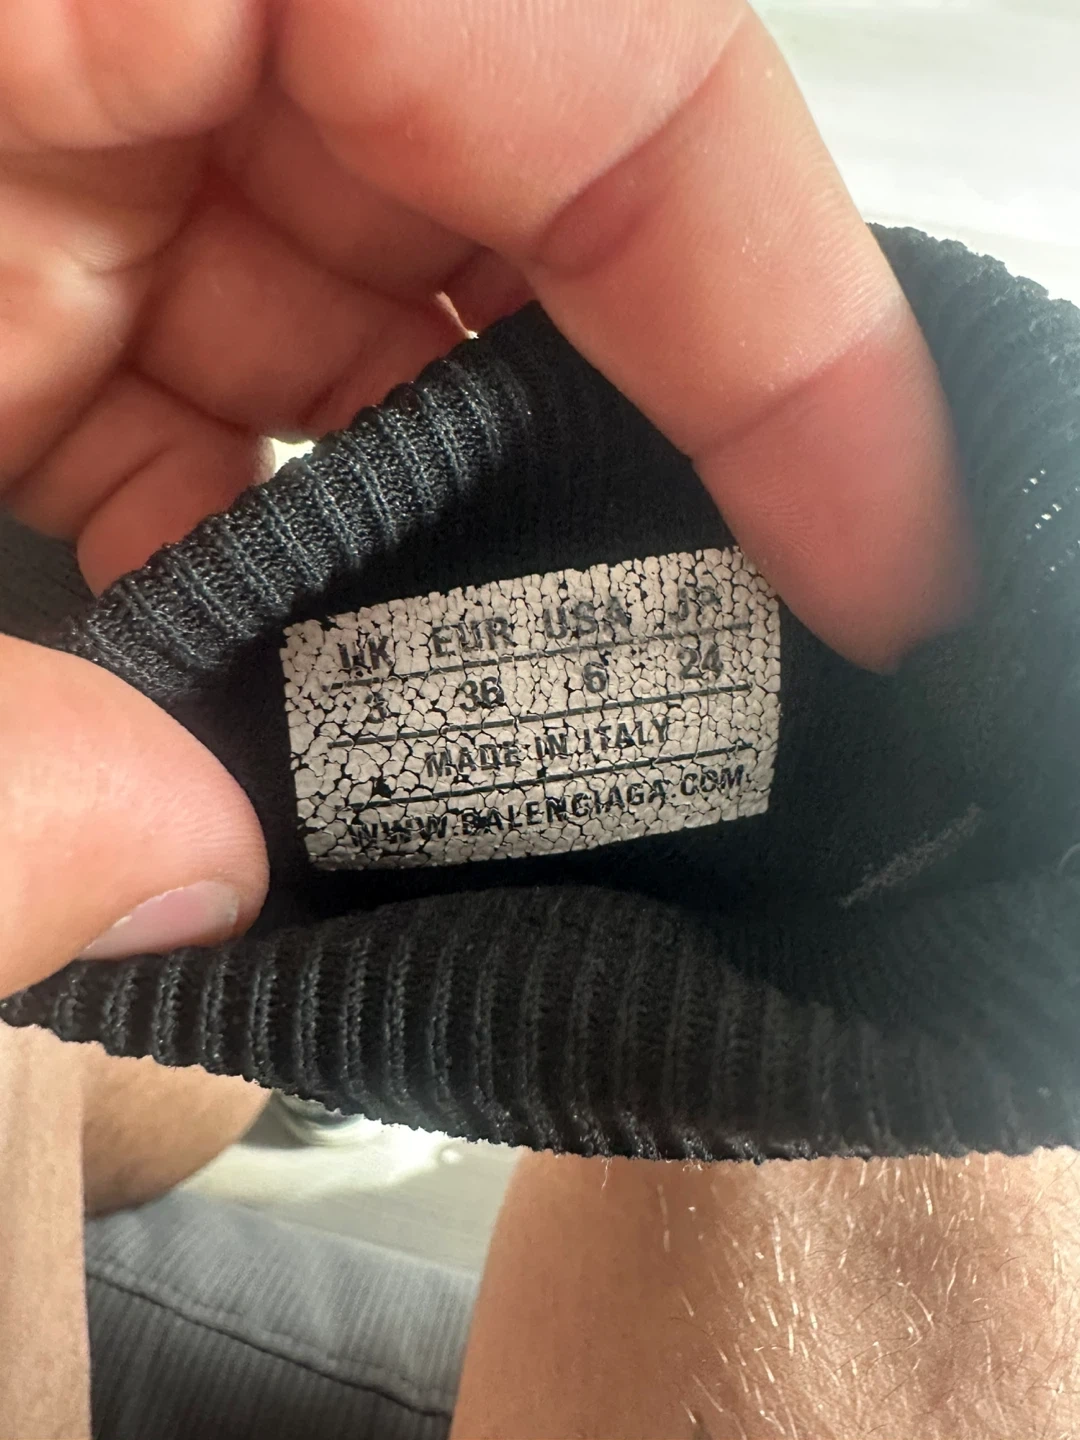 UK EUR USA JP
3 36 6 24
MADE IN ITALY
WWW.BALENCIAGA.COM